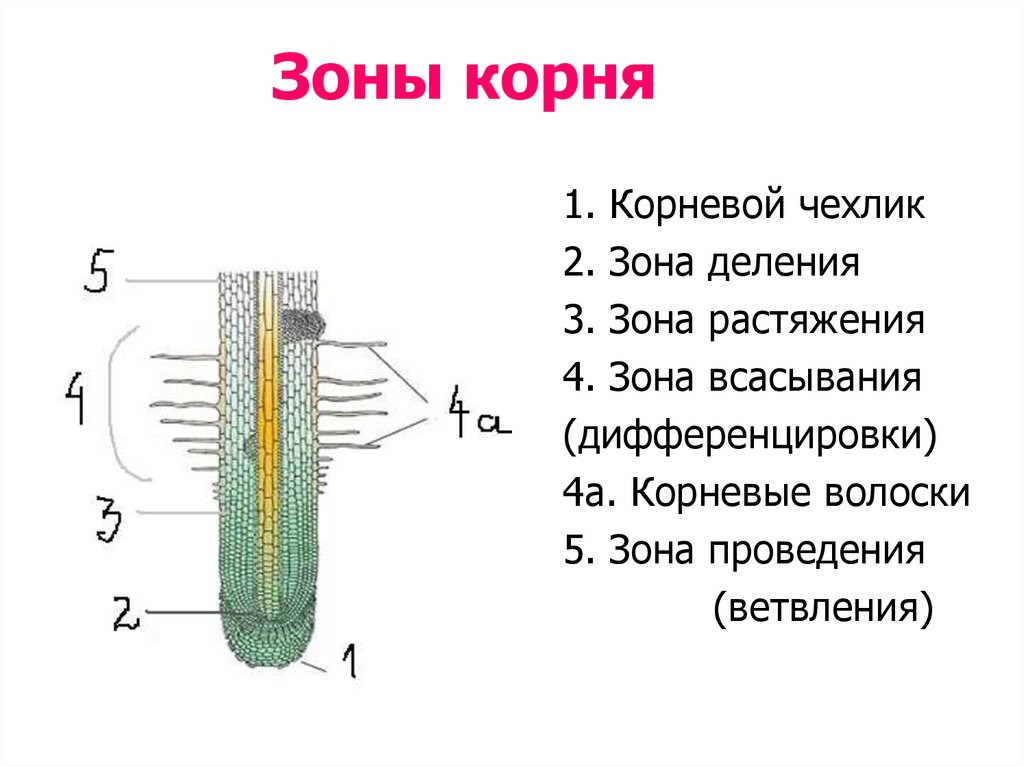 Зоны корня
1. Корневой чехлик
2. Зона деления
3. Зона растяжения
4. Зона всасывания
(дифференцировки)
4а. Корневые волоски
5. Зона проведения
(ветвления)
5
4
4а
3
2
1